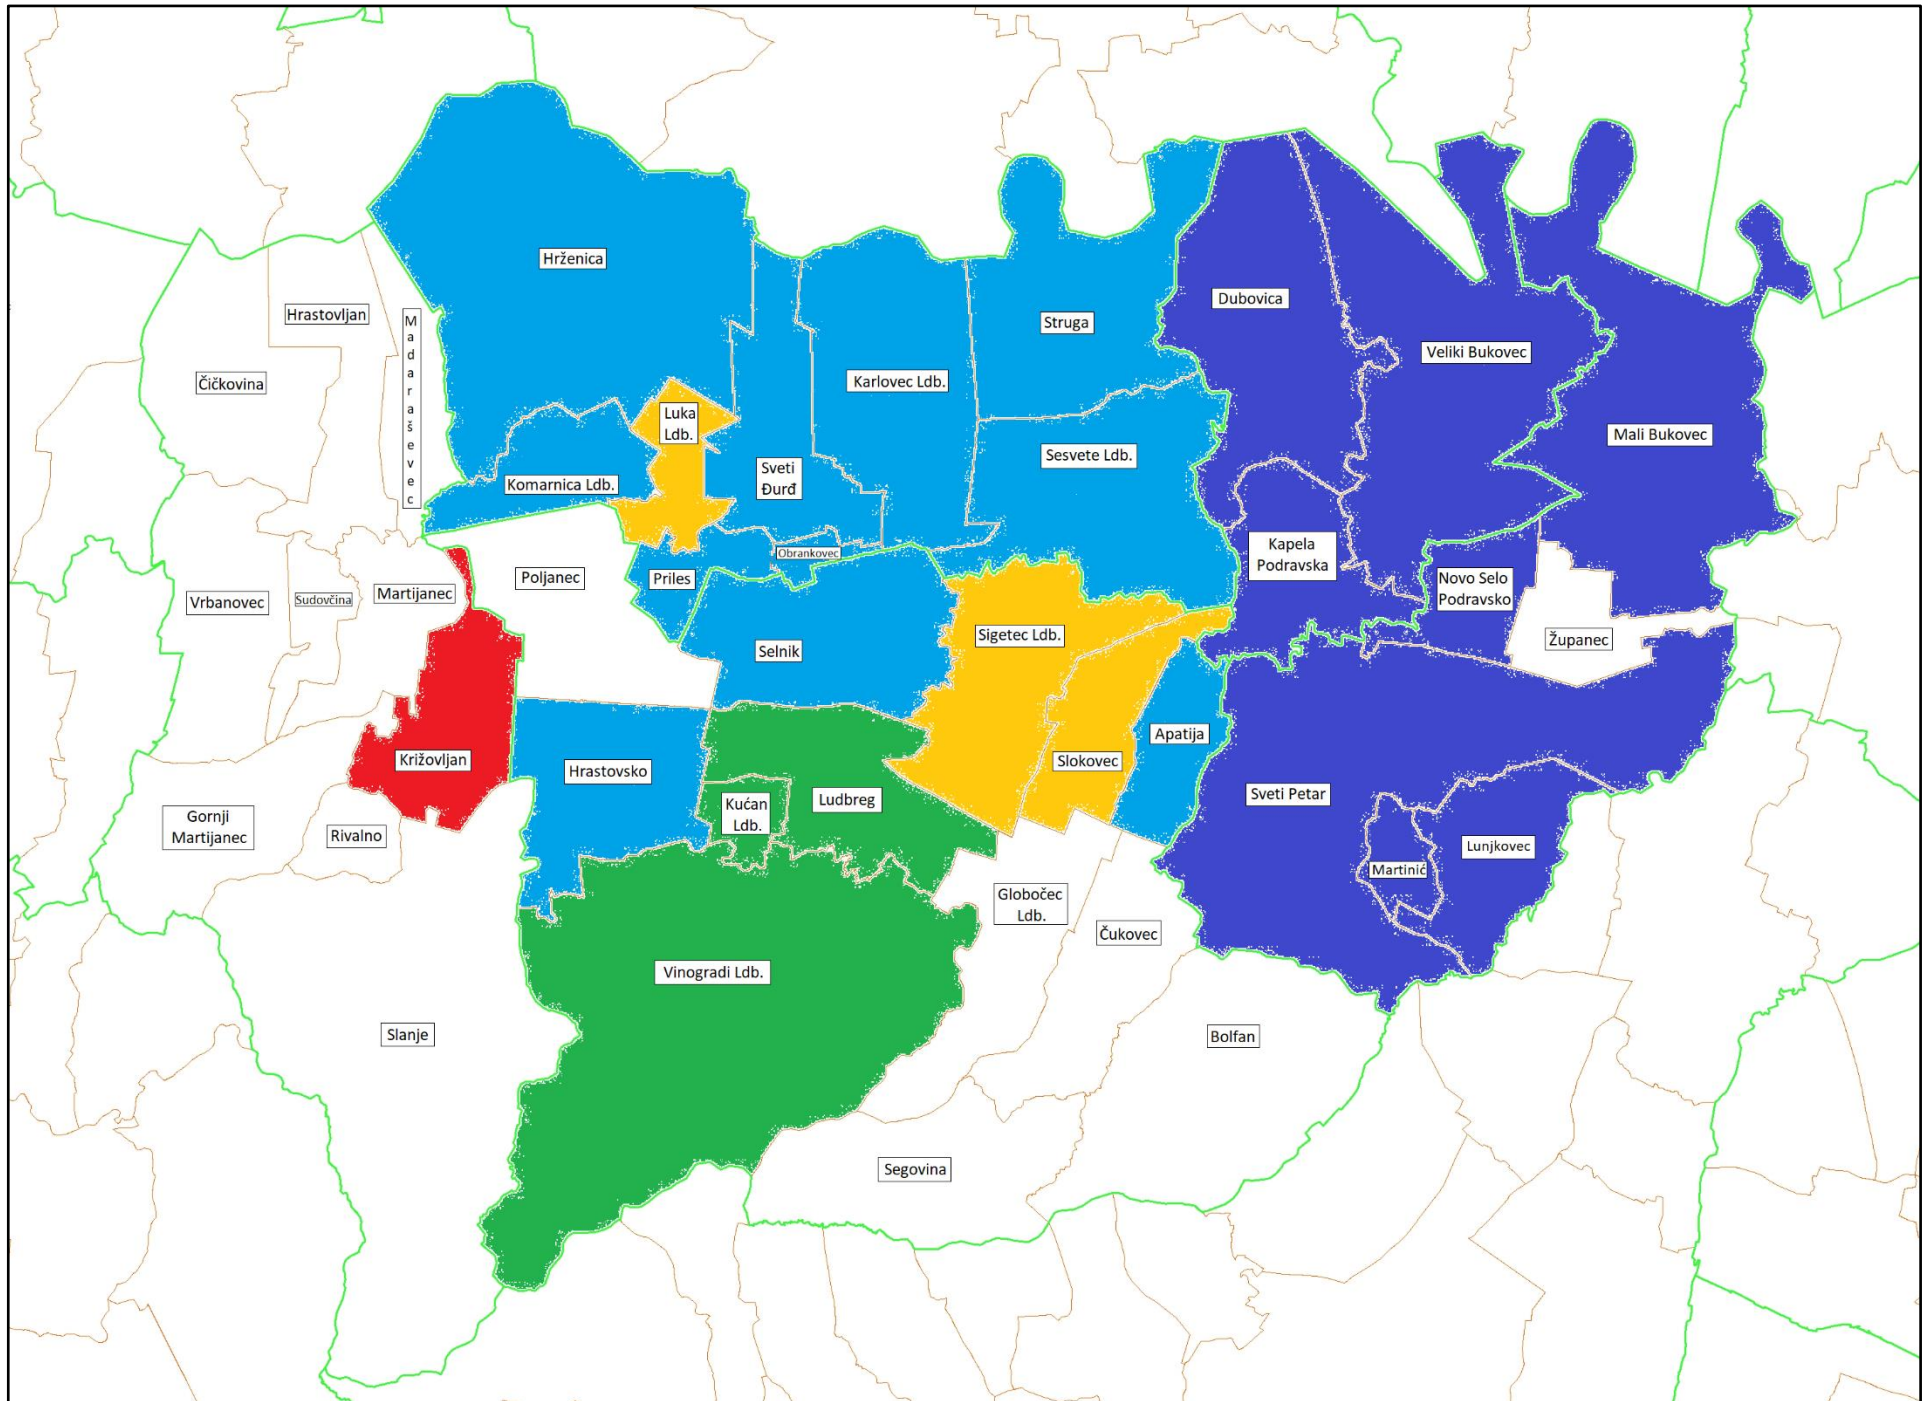 Hrženica
Dubovica
Hrastovljan
Struga
Madaraševec
Veliki Bukovec
Čičkovina
Karlovec Ldb.
Luka
Ldb.
Mali Bukovec
Sesvete Ldb.
Sveti
Đurđ
Komarnica Ldb.
Obrankovec
Kapela
Podravska
Poljanec
Priles
Novo Selo
Podravsko
Martijanec
Vrbanovec
Sudovčina
Sigetec Ldb.
Županec
Selnik
Apatija
Križovljan
Slokovec
Hrastovsko
Kućan
Ldb.
Ludbreg
Sveti Petar
Gornji
Martijanec
Rivalno
Lunjkovec
Martinić
Globočec
Ldb.
Čukovec
Vinogradi Ldb.
Slanje
Bolfan
Segovina